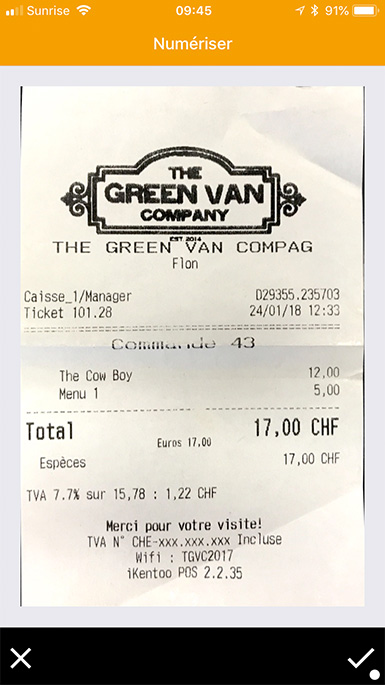 Sunrise 09:45 91%
Numériser
THE
GREEN VAN
COMPANY
EST. 2014
THE GREEN VAN COMPAG
Flon
Caisse_1/Manager D29355.235703
Ticket 101.28 24/01/18 12:33
Commande 43
The Cow Boy 12,00
Menu 1 5,00
Total 17,00 CHF
Euros 17,00
Espèces 17,00 CHF
TVA 7.7% sur 15,78 : 1,22 CHF
Merci pour votre visite!
TVA N° CHE-xxx.xxx.xxx Incluse
Wifi : TGVC2017
iKentoo POS 2.2.35